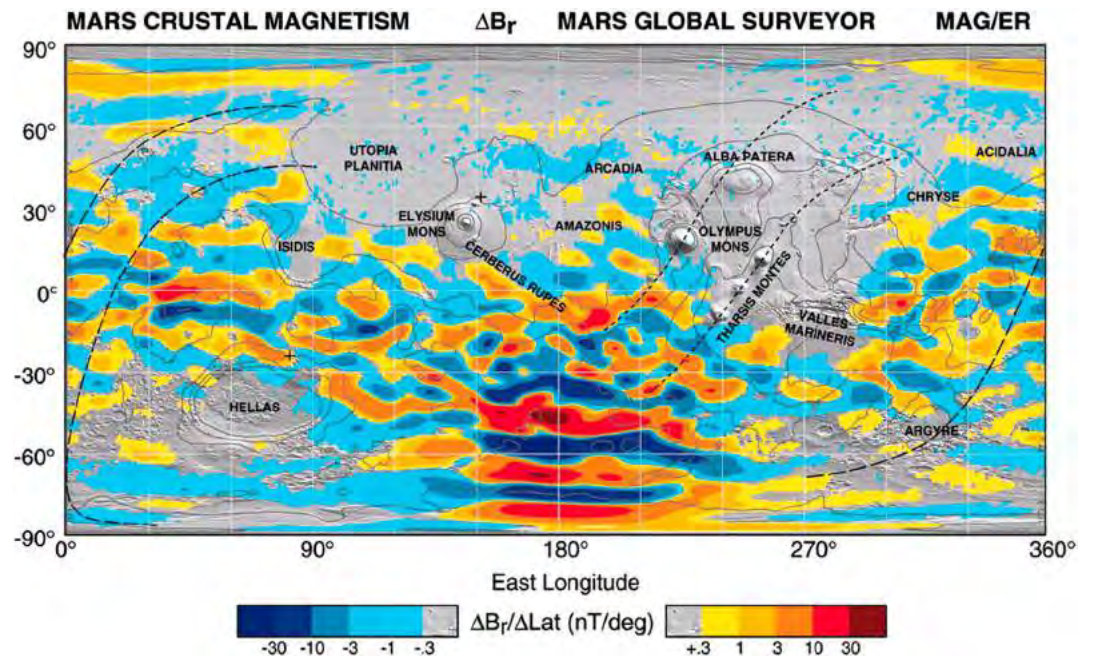 MARS CRUSTAL MAGNETISM ΔBr MARS GLOBAL SURVEYOR MAG/ER
90°
60°
30°
0°
-30°
-60°
-90°
UTOPIA
PLANITIA
ARCADIA
ALBA PATERA
ACIDALIA
CHRYSE
ELYSIUM
MONS
AMAZONIS
OLYMPUS
MONS
ISIDIS
CERBERUS RUPES
THARSIS MONTES
VALLES
MARINERIS
HELLAS
ARGYRE
0° 90° 180° 270° 360°
East Longitude
ΔBr/ΔLat (nT/deg)
-30 -10 -3 -1 -.3 +.3 1 3 10 30